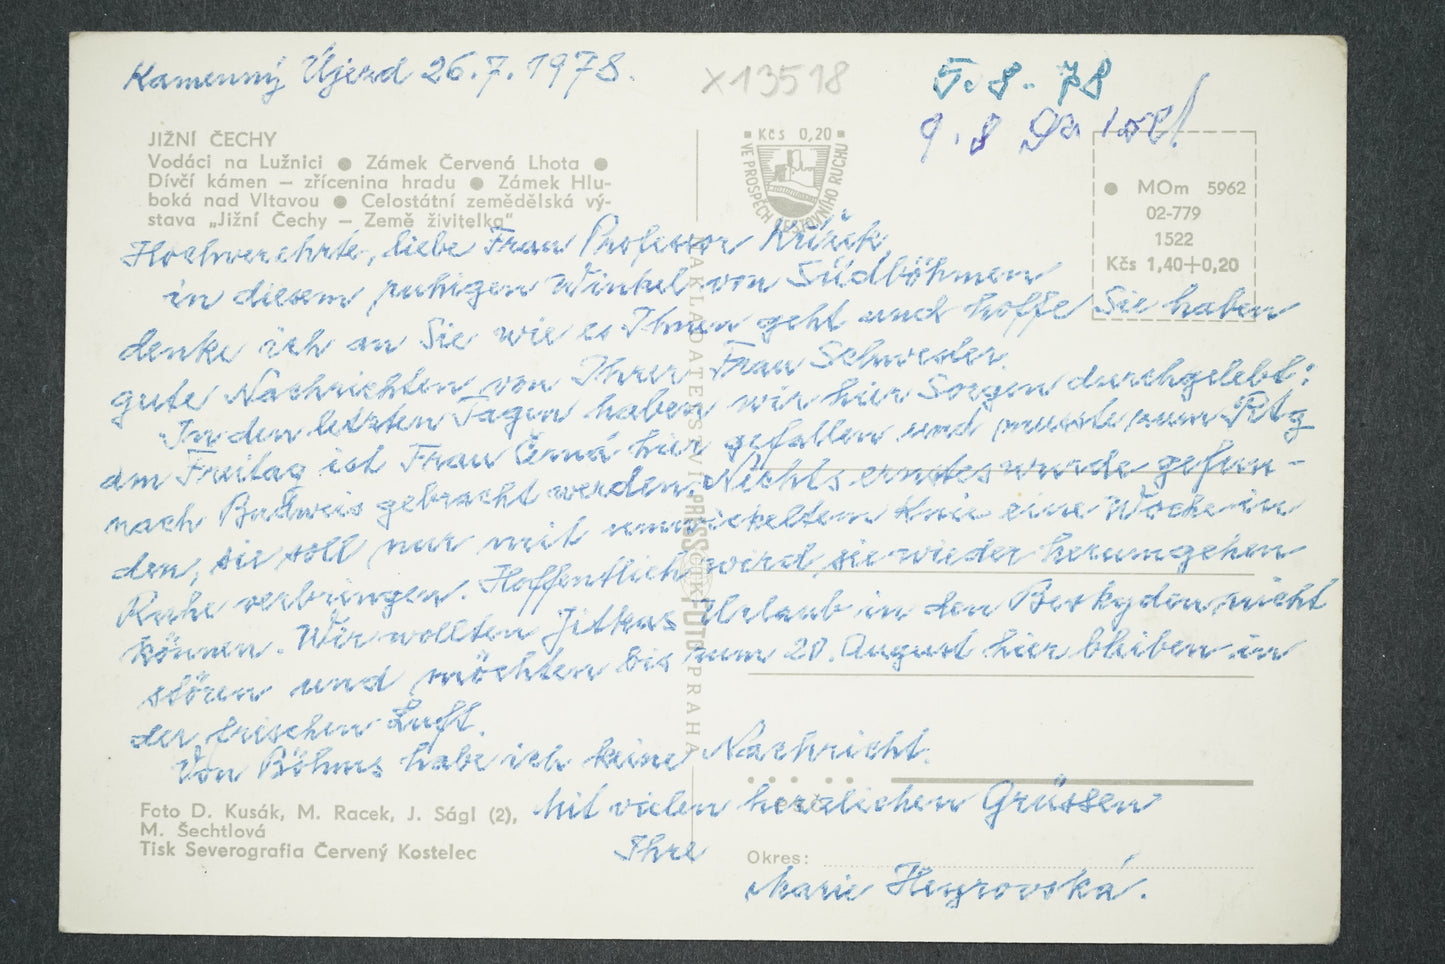 Kamenný Újezd 26.7.1978.
X13518
5.8.78
9.8
JIŽNÍ ČECHY
Vodáci na Lužnici ● Zámek Červená Lhota ●
Dívčí kámen – zřícenina hradu ● Zámek Hlu-
boká nad Vltavou ● Celostátní zemědělská vý-
stava „Jižní Čechy – Země živitelka“
Kčs 0,20
VE PROSPĚCH CESTOVNÍHO RUCHU
MOm 5962
02-779
1522
Kčs 1,40+0,20
Hochverehrte, liebe Frau Professor Křížek,
in diesem ruhigen Winkel von Südböhmen
denke ich an Sie wie es Ihnen geht und hoffe Sie haben
gute Nachrichten von Ihrer Frau Schwester.
In den letzten Tagen haben wir hier Sorgen durchgelebt:
am Freitag ist Frau Černá hier gefallen und musste zum Rtg
nach Budweis gebracht werden. Nichts ernstes wurde gefun-
den, sie soll nur mit umwickeltem Knie eine Woche in
Ruhe verbringen. Hoffentlich wird sie wieder herumgehen
können. Wir wollten Jitkas Urlaub in den Beskyden nicht
stören und möchten bis zum 20. August hier bleiben in
der frischen Luft.
Von Böhms habe ich keine Nachricht.
Mit vielen herzlichen Grüssen
Ihre
Marie Heyrovská.
NAKLADATELSTVÍ PRESSFOTO PRAHA
ČTK
Foto D. Kusák, M. Racek, J. Ságl (2),
M. Šechtlová
Tisk Severografia Červený Kostelec
Okres: